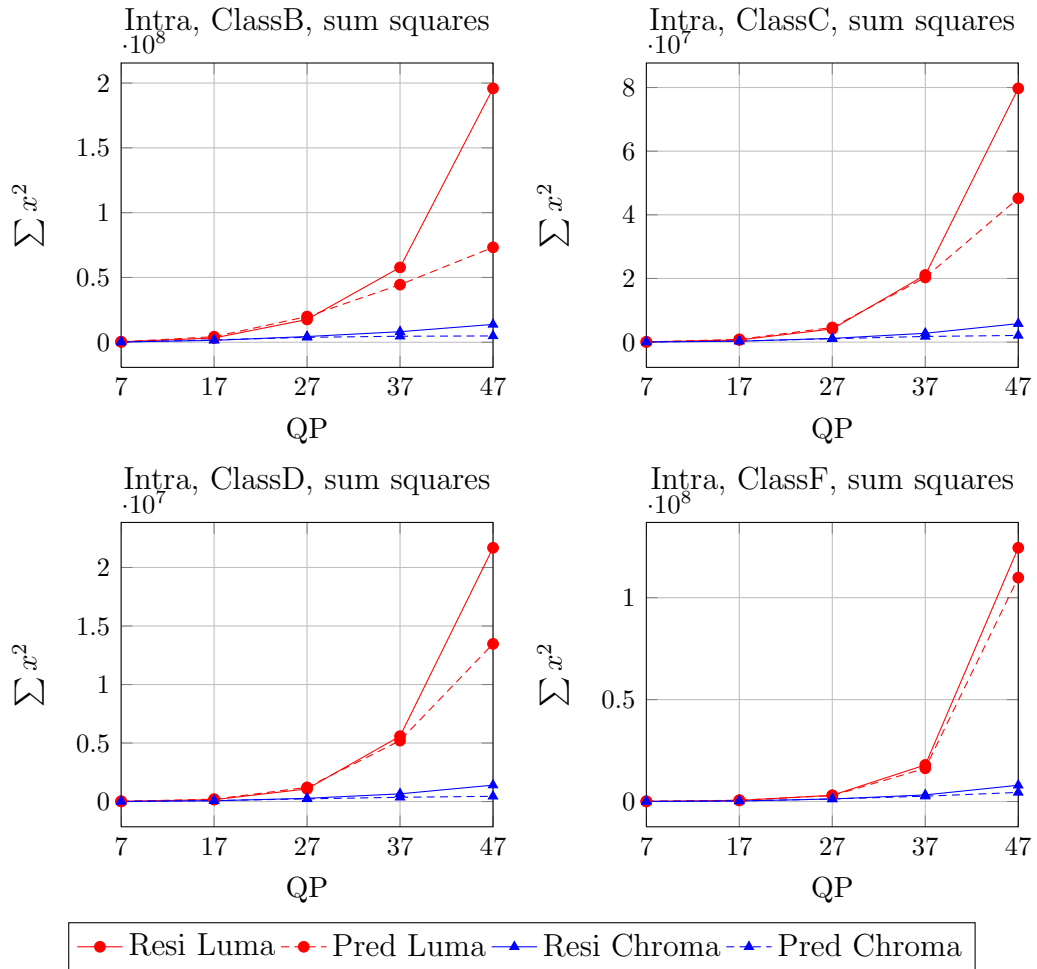 Intra, ClassB, sum squares
·10^8
2
1.5
1
0.5
0
∑ x^2
7 17 27 37 47
QP
Intra, ClassC, sum squares
·10^7
8
6
4
2
0
∑ x^2
7 17 27 37 47
QP
Intra, ClassD, sum squares
·10^7
2
1.5
1
0.5
0
∑ x^2
7 17 27 37 47
QP
Intra, ClassF, sum squares
·10^8
1
0.5
0
∑ x^2
7 17 27 37 47
QP
Resi Luma Pred Luma Resi Chroma Pred Chroma